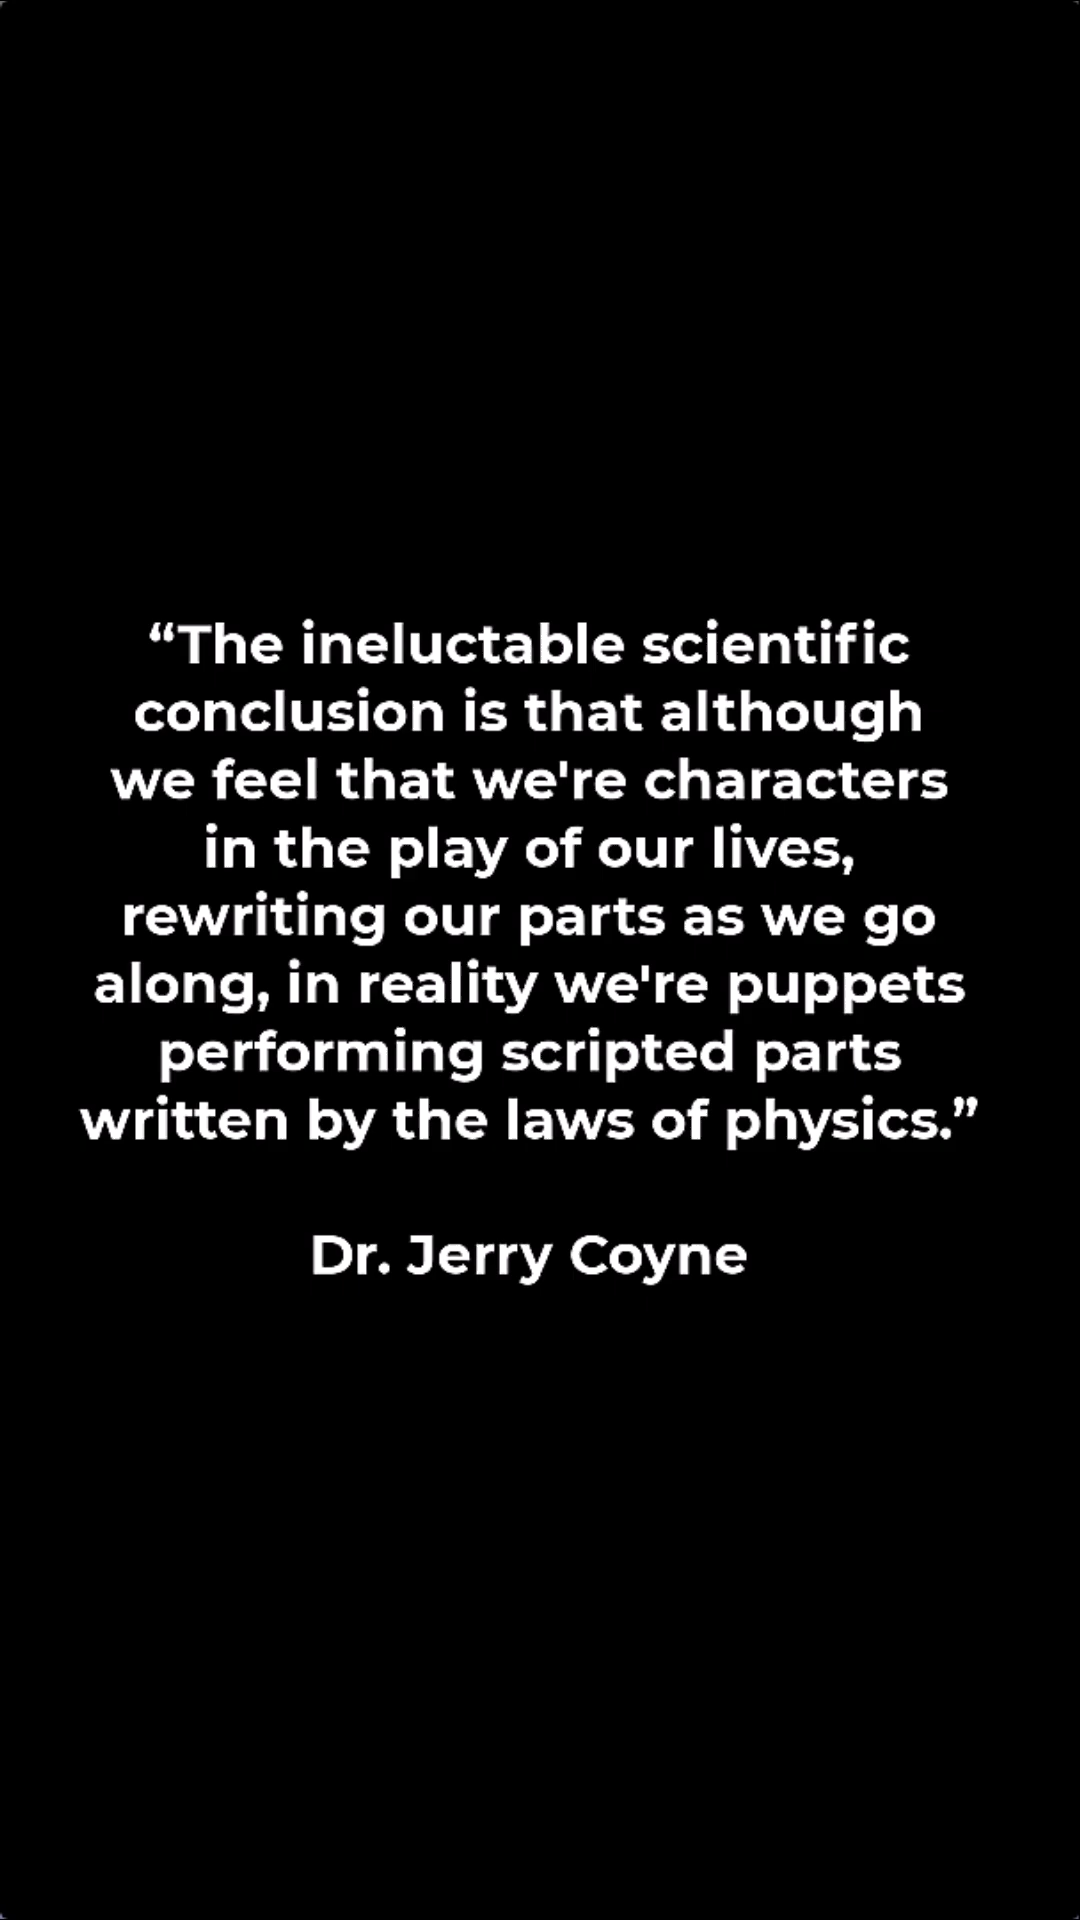 “The ineluctable scientific
conclusion is that although
we feel that we're characters
in the play of our lives,
rewriting our parts as we go
along, in reality we're puppets
performing scripted parts
written by the laws of physics.”
Dr. Jerry Coyne